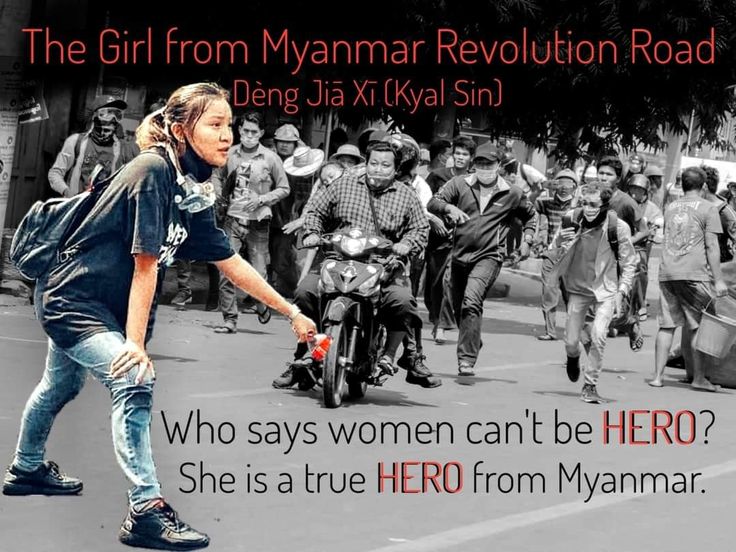 The Girl from Myanmar Revolution Road
Dèng Jiā Xī (Kyal Sin)
Who says women can't be HERO?
She is a true HERO from Myanmar.